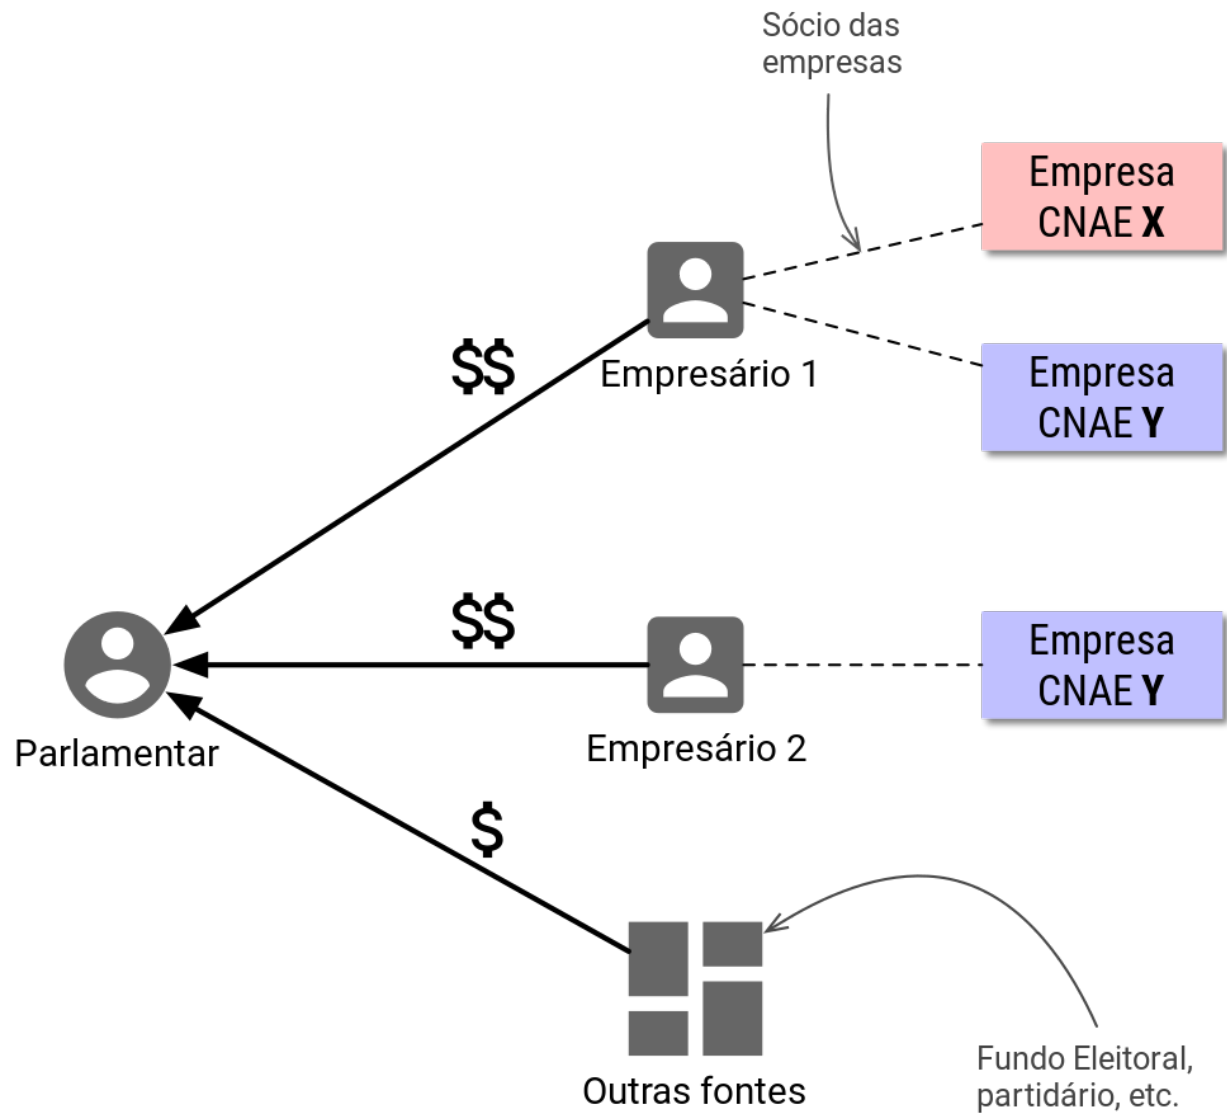 Sócio das
empresas
Empresa
CNAE X
$$
Empresário 1
Empresa
CNAE Y
$$
Empresa
CNAE Y
Parlamentar
Empresário 2
$
Outras fontes
Fundo Eleitoral,
partidário, etc.